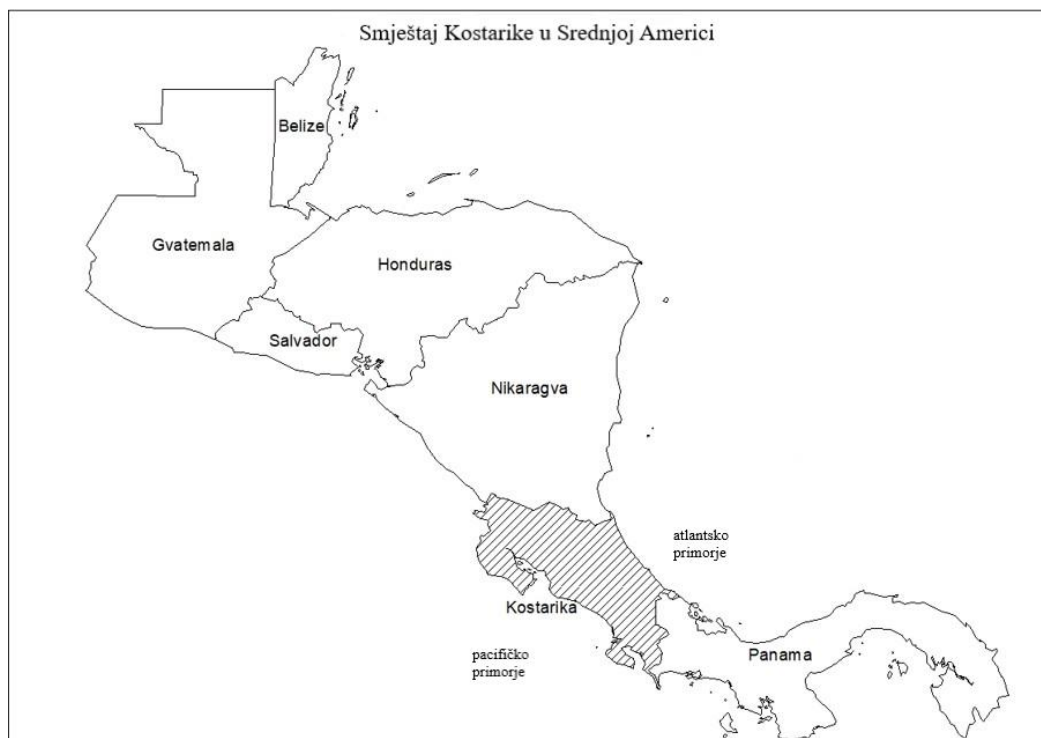 Smještaj Kostarike u Srednjoj Americi
Belize
Gvatemala
Honduras
Salvador
Nikaragva
atlantsko
primorje
Kostarika
pacifičko
primorje
Panama